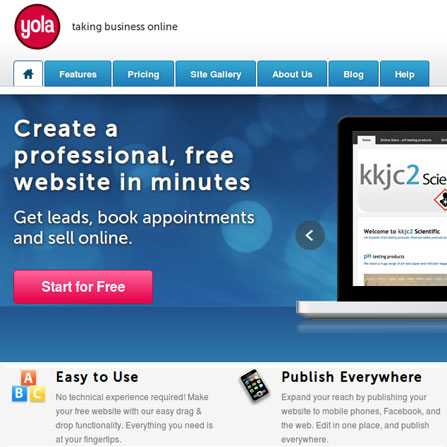 yola
taking business online
Features Pricing Site Gallery About Us Blog Help
Create a
professional, free
website in minutes
Get leads, book appointments
and sell online.
Start for Free
kkjc2 Scie
Welcome to kkjc2 Scientific
pH testing products
A B C
Easy to Use
No technical experience required! Make
your free website with our easy drag &
drop functionality. Everything you need is
at your fingertips.
Publish Everywhere
Expand your reach by publishing your
website to mobile phones, Facebook, and
the web. Edit in one place, and publish
everywhere.